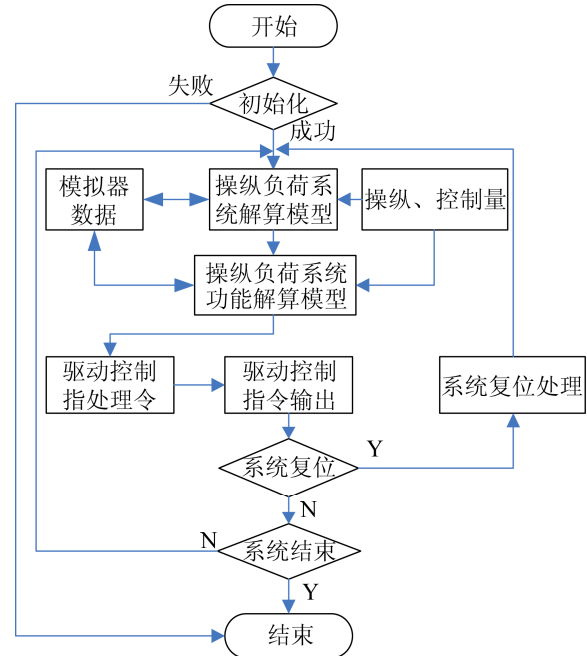 开始
失败
初始化
成功
模拟器
数据
操纵负荷系
统解算模型
操纵、控制量
操纵负荷系统
功能解算模型
驱动控制
指处理令
驱动控制
指令输出
系统复位处理
系统复位
Y
N
N
系统结束
Y
结束